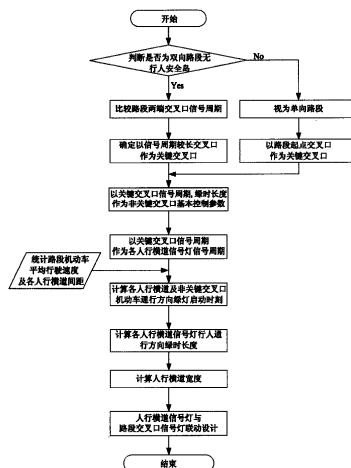 开始
判断是否为双向路段无
行人安全岛
No
Yes
比较路段两端交叉口信号周期
视为单向路段
确定以信号周期较长交叉口
作为关键交叉口
以路段起点交叉口
作为关键交叉口
以关键交叉口信号周期,绿时长度
作为非关键交叉口基本控制参数
以关键交叉口信号周期
作为各人行横道信号灯信号周期
统计路段机动车
平均行驶速度
及各人行横道间距
计算各人行横道及非关键交叉口
机动车通行方向绿灯启动时刻
计算各人行横道信号灯行人通
行方向绿时长度
计算人行横道宽度
人行横道信号灯与
路段交叉口信号灯联动设计
结束